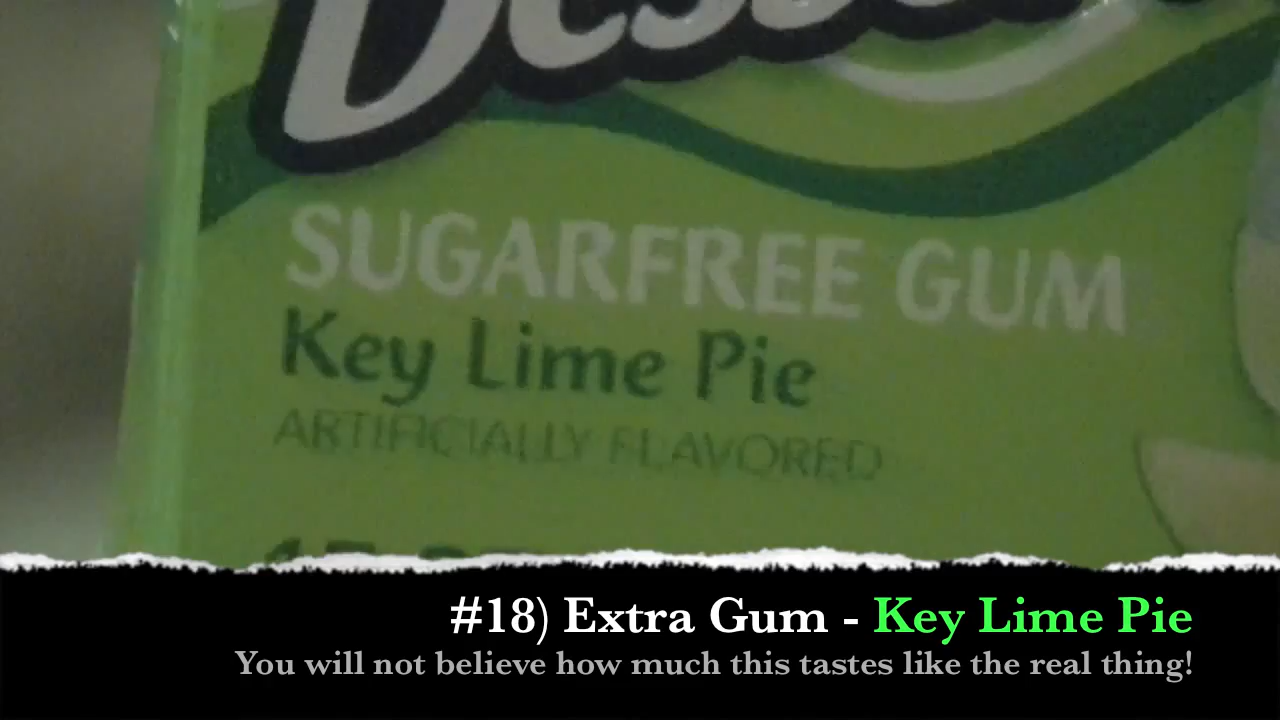 SUGARFREE GUM
Key Lime Pie
ARTIFICIALLY FLAVORED
#18) Extra Gum - Key Lime Pie
You will not believe how much this tastes like the real thing!